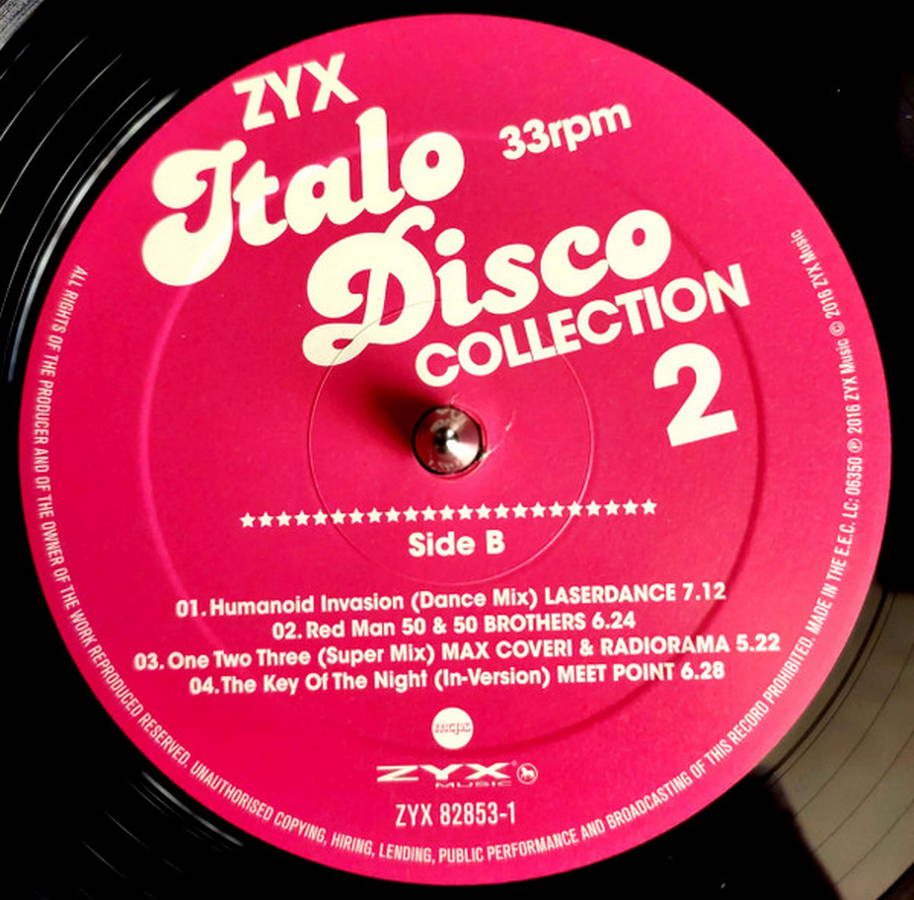 ZYX
Italo
33rpm
Disco
COLLECTION
2
Side B
01. Humanoid Invasion (Dance Mix) LASERDANCE 7.12
02. Red Man 50 & 50 BROTHERS 6.24
03. One Two Three (Super Mix) MAX COVERI & RADIORAMA 5.22
04. The Key Of The Night (In-Version) MEET POINT 6.28
mcps
ZYX®
MUSIC
ZYX 82853-1
ALL RIGHTS OF THE PRODUCER AND OF THE OWNER OF THE WORK REPRODUCED RESERVED. UNAUTHORISED COPYING, HIRING, LENDING, PUBLIC PERFORMANCE AND BROADCASTING OF THIS RECORD PROHIBITED. MADE IN THE E.E.C. LC: 06350 ℗ 2016 ZYX Music © 2016 ZYX Music